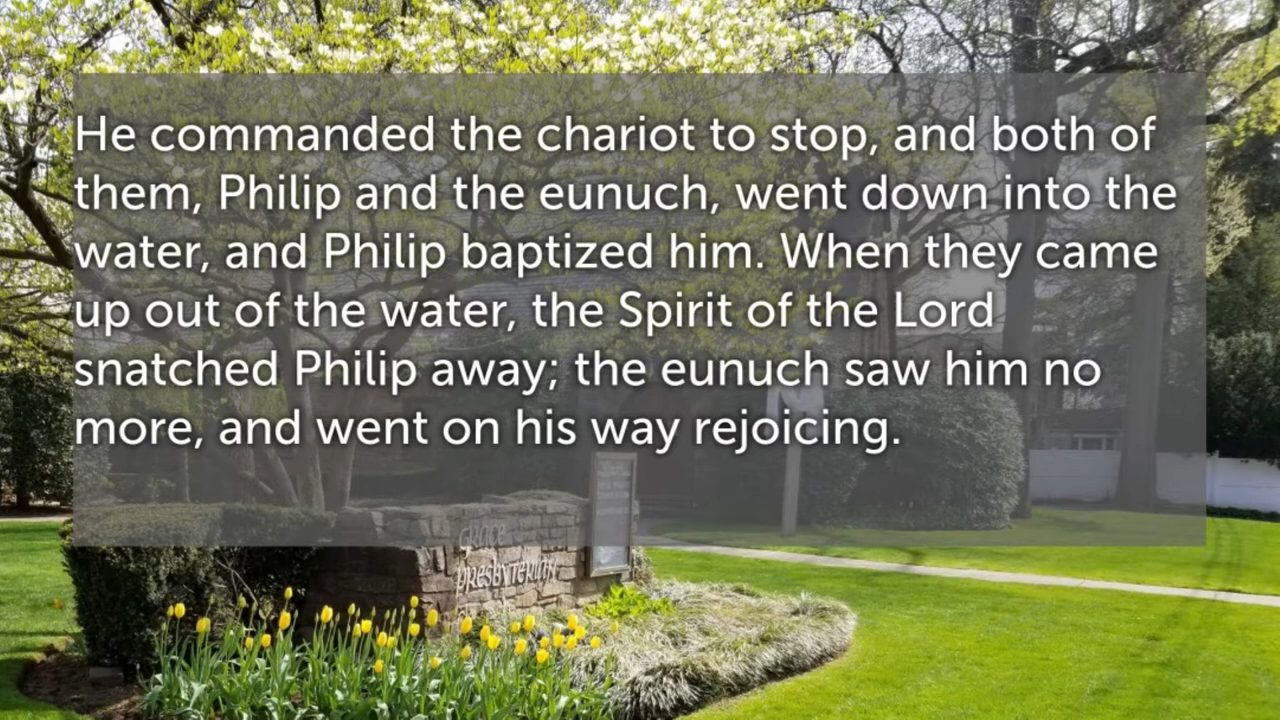 He commanded the chariot to stop, and both of
them, Philip and the eunuch, went down into the
water, and Philip baptized him. When they came
up out of the water, the Spirit of the Lord
snatched Philip away; the eunuch saw him no
more, and went on his way rejoicing.
Grace
Presbyterian